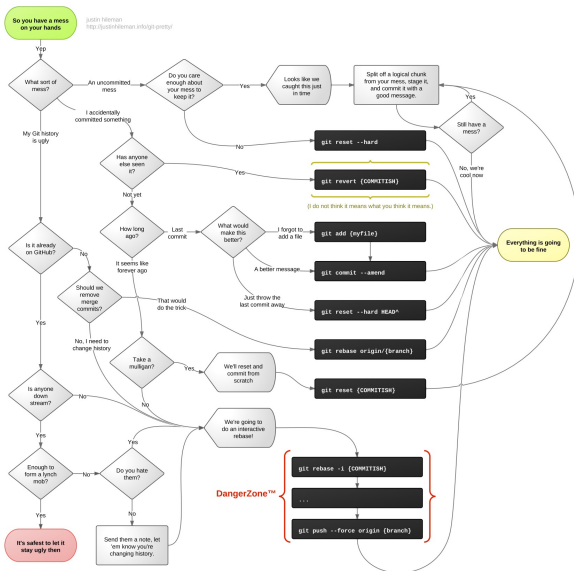 So you have a mess
on your hands
justin hileman
http://justinhileman.info/git-pretty/
Yep
What sort of
mess?
An uncommitted
mess
Do you care
enough about
your mess to
keep it?
Yes
Looks like we
caught this just
in time
Split off a logical chunk
from your mess, stage it,
and commit it with a
good message.
Yes
Still have a
mess?
No, we're
cool now
I accidentally
committed something
My Git history
is ugly
No
git reset --hard
Has anyone
else seen
it?
Yes
git revert {COMMITISH}
(I do not think it means what you think it means.)
Not yet
How long
ago?
Last
commit
What would
make this
better?
I forgot to
add a file
git add {myfile}
A better message
git commit --amend
Just throw the
last commit away
git reset --hard HEAD^
Everything is going
to be fine
Is it already
on GitHub?
No
It seems like
forever ago
Should we
remove
merge
commits?
That would
do the trick
git rebase origin/{branch}
Yes
No, I need to
change history
Take a
mulligan?
Yes
We'll reset and
commit from
scratch
git reset {COMMITISH}
Is anyone
down
stream?
No
No
We're going to
do an interactive
rebase!
Yes
Yes
Enough to
form a lynch
mob?
No
Do you hate
them?
DangerZone™
git rebase -i {COMMITISH}
...
git push --force origin {branch}
Yes
No
It's safest to let it
stay ugly then
Send them a note, let
'em know you're
changing history.